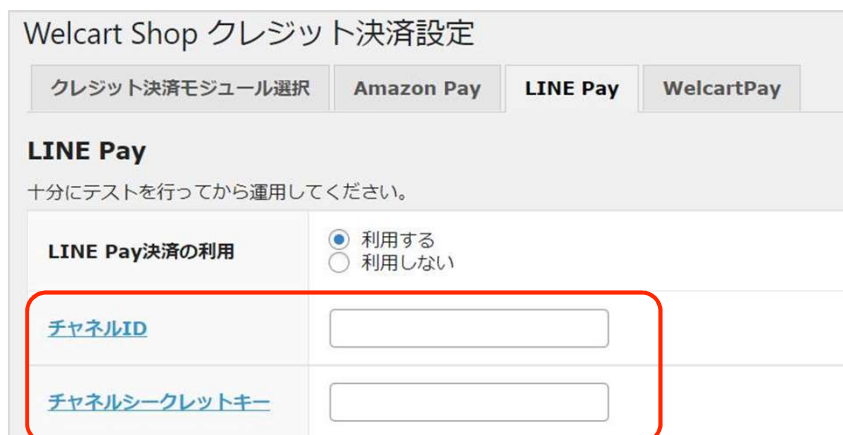 Welcart Shop クレジット決済設定
クレジット決済モジュール選択 Amazon Pay LINE Pay WelcartPay
LINE Pay
十分にテストを行ってから運用してください。
LINE Pay決済の利用
利用する
利用しない
チャネルID
チャネルシークレットキー